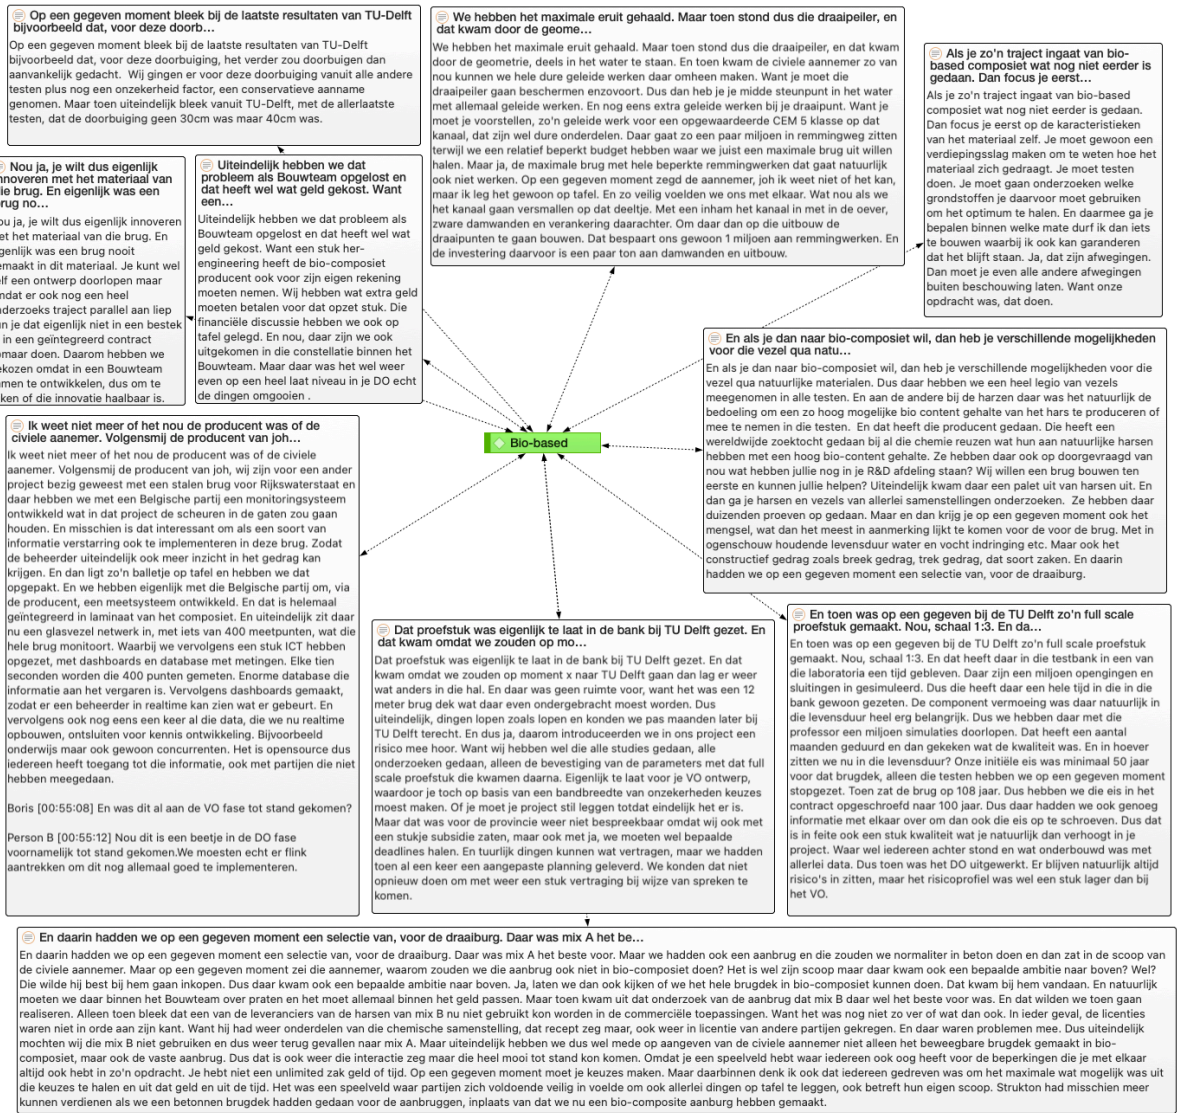 Op een gegeven moment bleek bij de laatste resultaten van TU-Delft
bijvoorbeeld dat, voor deze doorb…
Op een gegeven moment bleek bij de laatste resultaten van TU-Delft
bijvoorbeeld dat, voor deze doorbuiging, het verder zou doorbuigen dan
aanvankelijk gedacht.  Wij gingen er voor deze doorbuiging vanuit alle andere
testen plus nog een onzekerheid factor, een conservatieve aanname
genomen. Maar toen uiteindelijk bleek vanuit TU-Delft, met de allerlaatste
testen, dat de doorbuiging geen 30cm was maar 40cm was.
We hebben het maximale eruit gehaald. Maar toen stond dus die draaipeiler, en
dat kwam door de geome…
We hebben het maximale eruit gehaald. Maar toen stond dus die draaipeiler, en dat kwam
door de geometrie, deels in het water te staan. En toen kwam de civiele aannemer zo van
nou kunnen we hele dure geleide werken daar omheen maken. Want je moet die
draaipeiler gaan beschermen enzovoort. Dus dan heb je je midde steunpunt in het water
met allemaal geleide werken. En nog eens extra geleide werken bij je draaipunt. Want je
moet je voorstellen, zo'n geleide werk voor een opgewaardeerde CEM 5 klasse op dat
kanaal, dat zijn wel dure onderdelen. Daar gaat zo een paar miljoen in remmingweg zitten
terwijl we een relatief beperkt budget hebben waar we juist een maximale brug uit willen
halen. Maar ja, de maximale brug met hele beperkte remmingwerken dat gaat natuurlijk
ook niet werken. Op een gegeven moment zegd de aannemer, joh ik weet niet of het kan,
maar ik leg het gewoon op tafel. En zo veilig voelden we ons met elkaar. Wat nou als we
het kanaal gaan versmallen op dat deeltje. Met een inham het kanaal in met in de oever,
zware damwanden en verankering daarachter. Om daar dan op die uitbouw de
draaipunten te gaan bouwen. Dat bespaart ons gewoon 1 miljoen aan remmingwerken. En
de investering daarvoor is een paar ton aan damwanden en uitbouw.
Als je zo'n traject ingaat van bio-
based composiet wat nog niet eerder is
gedaan. Dan focus je eerst…
Als je zo'n traject ingaat van bio-based
composiet wat nog niet eerder is gedaan.
Dan focus je eerst op de karakteristieken
van het materiaal zelf. Je moet gewoon een
verdiepingsslag maken om te weten hoe het
materiaal zich gedraagt. Je moet testen
doen. Je moet gaan onderzoeken welke
grondstoffen je daarvoor moet gebruiken
om het optimum te halen. En daarmee ga je
bepalen binnen welke mate durf ik dan iets
te bouwen waarbij ik ook kan garanderen
dat het blijft staan. Ja, dat zijn afwegingen.
Dan moet je even alle andere afwegingen
buiten beschouwing laten. Want onze
opdracht was, dat doen.
Nou ja, je wilt dus eigenlijk
nnoveren met het materiaal van
die brug. En eigenlijk was een
brug no…
ou ja, je wilt dus eigenlijk innoveren
et het materiaal van die brug. En
genlijk was een brug nooit
emaakt in dit materiaal. Je kunt wel
elf een ontwerp doorlopen maar
mdat er ook nog een heel
nderzoeks traject parallel aan liep
un je dat eigenlijk niet in een bestek
 in een geïntegreerd contract
omaar doen. Daarom hebben we
ekozen omdat in een Bouwteam
amen te ontwikkelen, dus om te
ken of die innovatie haalbaar is.
Uiteindelijk hebben we dat
probleem als Bouwteam opgelost en
dat heeft wel wat geld gekost. Want
een…
Uiteindelijk hebben we dat probleem als
Bouwteam opgelost en dat heeft wel wat
geld gekost. Want een stuk her-
engineering heeft de bio-composiet
producent ook voor zijn eigen rekening
moeten nemen. Wij hebben wat extra geld
moeten betalen voor dat opzet stuk. Die
financiële discussie hebben we ook op
tafel gelegd. En nou, daar zijn we ook
uitgekomen in die constellatie binnen het
Bouwteam. Maar daar was het wel weer
even op een heel laat niveau in je DO echt
de dingen omgooien .
En als je dan naar bio-composiet wil, dan heb je verschillende mogelijkheden
voor die vezel qua natu…
En als je dan naar bio-composiet wil, dan heb je verschillende mogelijkheden voor die
vezel qua natuurlijke materialen. Dus daar hebben we een heel legio van vezels
meegenomen in alle testen. En aan de andere bij de harzen daar was het natuurlijk de
bedoeling om een zo hoog mogelijke bio content gehalte van het hars te produceren of
mee te nemen in die testen.  En dat heeft die producent gedaan. Die heeft een
wereldwijde zoektocht gedaan bij al die chemie reuzen wat hun aan natuurlijke harsen
hebben met een hoog bio-content gehalte. Ze hebben daar ook op doorgevraagd van
nou wat hebben jullie nog in je R&D afdeling staan? Wij willen een brug bouwen ten
eerste en kunnen jullie helpen? Uiteindelijk kwam daar een palet uit van harsen uit. En
dan ga je harsen en vezels van allerlei samenstellingen onderzoeken.  Ze hebben daar
duizenden proeven op gedaan. Maar en dan krijg je op een gegeven moment ook het
mengsel, wat dan het meest in aanmerking lijkt te komen voor de voor de brug. Met in
ogenschouw houdende levensduur water en vocht indringing etc. Maar ook het
constructief gedrag zoals breek gedrag, trek gedrag, dat soort zaken. En daarin
hadden we op een gegeven moment een selectie van, voor de draaiburg.
Bio-based
Ik weet niet meer of het nou de producent was of de
civiele aanemer. Volgensmij de producent van joh…
Ik weet niet meer of het nou de producent was of de civiele
aanemer. Volgensmij de producent van joh, wij zijn voor een ander
project bezig geweest met een stalen brug voor Rijkswaterstaat en
daar hebben we met een Belgische partij een monitoringsysteem
ontwikkeld wat in dat project de scheuren in de gaten zou gaan
houden. En misschien is dat interessant om als een soort van
informatie verstarring ook te implementeren in deze brug. Zodat
de beheerder uiteindelijk ook meer inzicht in het gedrag kan
krijgen. En dan ligt zo'n balletje op tafel en hebben we dat
opgepakt. En we hebben eigenlijk met die Belgische partij om, via
de producent, een meetsysteem ontwikkeld. En dat is helemaal
geïntegreerd in laminaat van het composiet. En uiteindelijk zit daar
nu een glasvezel netwerk in, met iets van 400 meetpunten, wat die
hele brug monitoort. Waarbij we vervolgens een stuk ICT hebben
opgezet, met dashboards en database met metingen. Elke tien
seconden worden die 400 punten gemeten. Enorme database die
informatie aan het vergaren is. Vervolgens dashboards gemaakt,
zodat er een beheerder in realtime kan zien wat er gebeurt. En
vervolgens ook nog eens een keer al die data, die we nu realtime
opbouwen, ontsluiten voor kennis ontwikkeling. Bijvoorbeeld
onderwijs maar ook gewoon concurrenten. Het is opensource dus
iedereen heeft toegang tot die informatie, ook met partijen die niet
hebben meegedaan.
Boris [00:55:08] En was dit al aan de VO fase tot stand gekomen?
Person B [00:55:12] Nou dit is een beetje in de DO fase
voornamelijk tot stand gekomen.We moesten echt er flink
aantrekken om dit nog allemaal goed te implementeren.
Dat proefstuk was eigenlijk te laat in de bank bij TU Delft gezet. En
dat kwam omdat we zouden op mo…
Dat proefstuk was eigenlijk te laat in de bank bij TU Delft gezet. En dat
kwam omdat we zouden op moment x naar TU Delft gaan dan lag er weer
wat anders in die hal. En daar was geen ruimte voor, want het was een 12
meter brug dek wat daar even ondergebracht moest worden. Dus
uiteindelijk, dingen lopen zoals lopen en konden we pas maanden later bij
TU Delft terecht. En dus ja, daarom introduceerden we in ons project een
risico mee hoor. Want wij hebben wel die alle studies gedaan, alle
onderzoeken gedaan, alleen de bevestiging van de parameters met dat full
scale proefstuk die kwamen daarna. Eigenlijk te laat voor je VO ontwerp,
waardoor je toch op basis van een bandbreedte van onzekerheden keuzes
moest maken. Of je moet je project stil leggen totdat eindelijk het er is.
Maar dat was voor de provincie weer niet bespreekbaar omdat wij ook met
een stukje subsidie zaten, maar ook met ja, we moeten wel bepaalde
deadlines halen. En tuurlijk dingen kunnen wat vertragen, maar we hadden
toen al een keer een aangepaste planning geleverd. We konden dat niet
opnieuw doen om met weer een stuk vertraging bij wijze van spreken te
komen.
En toen was op een gegeven bij de TU Delft zo'n full scale
proefstuk gemaakt. Nou, schaal 1:3. En da…
En toen was op een gegeven bij de TU Delft zo'n full scale proefstuk
gemaakt. Nou, schaal 1:3. En dat heeft daar in de testbank in een van
die laboratoria een tijd gebleven. Daar zijn een miljoen openingen en
sluitingen in gesimuleerd. Dus die heeft daar een hele tijd in die in die
bank gewoon gezeten. De component vermoeing was daar natuurlijk in
die levensduur heel erg belangrijk. Dus we hebben daar met die
professor een miljoen simulaties doorlopen. Dat heeft een aantal
maanden geduurd en dan gekeken wat de kwaliteit was. En in hoever
zitten we nu in die levensduur? Onze initiële eis was minimaal 50 jaar
voor dat brugdek, alleen die testen hebben we op een gegeven moment
stopgezet. Toen zat de brug op 108 jaar. Dus hebben we die eis in het
contract opgeschroefd naar 100 jaar. Dus daar hadden we ook genoeg
informatie met elkaar over om dan ook die eis op te schroeven. Dus dat
is in feite ook een stuk kwaliteit wat je natuurlijk dan verhoogt in je
project. Waar wel iedereen achter stond en wat onderbouwd was met
allerlei data. Dus toen was het DO uitgewerkt. Er blijven natuurlijk altijd
risico's in zitten, maar het risicoprofiel was wel een stuk lager dan bij
het VO.
En daarin hadden we op een gegeven moment een selectie van, voor de draaiburg. Daar was mix A het be…
En daarin hadden we op een gegeven moment een selectie van, voor de draaiburg. Daar was mix A het beste voor. Maar we hadden ook een aanbrug en die zouden we normaliter in beton doen en dan zat in de scoop van
de civiele aannemer. Maar op een gegeven moment zei die aannemer, waarom zouden we die aanbrug ook niet in bio-composiet doen? Het is wel zijn scoop maar daar kwam ook een bepaalde ambitie naar boven? Wel?
Die wilde hij best bij hem gaan inkopen. Dus daar kwam ook een bepaalde ambitie naar boven. Ja, laten we dan ook kijken of we het hele brugdek in bio-composiet kunnen doen. Dat kwam bij hem vandaan. En natuurlijk
moeten we daar binnen het Bouwteam over praten en het moet allemaal binnen het geld passen. Maar toen kwam uit dat onderzoek van de aanbrug dat mix B daar wel het beste voor was. En dat wilden we toen gaan
realiseren. Alleen toen bleek dat een van de leveranciers van de harsen van mix B nu niet gebruikt kon worden in de commerciële toepassingen. Want het was nog niet zo ver of wat dan ook. In ieder geval, de licenties
waren niet in orde aan zijn kant. Want hij had weer onderdelen van die chemische samenstelling, dat recept zeg maar, ook weer in licentie van andere partijen gekregen. En daar waren problemen mee. Dus uiteindelijk
mochten wij die mix B niet gebruiken en dus weer terug gevallen naar mix A. Maar uiteindelijk hebben we dus wel mede op aangeven van de civiele aannemer niet alleen het beweegbare brugdek gemaakt in bio-
composiet, maar ook de vaste aanbrug. Dus dat is ook weer die interactie zeg maar die heel mooi tot stand kon komen. Omdat je een speelveld hebt waar iedereen ook oog heeft voor de beperkingen die je met elkaar
altijd ook hebt in zo'n opdracht. Je hebt niet een unlimited zak geld of tijd. Op een gegeven moment moet je keuzes maken. Maar daarbinnen denk ik ook dat iedereen gedreven was om het maximale wat mogelijk was uit
die keuzes te halen en uit dat geld en uit de tijd. Het was een speelveld waar partijen zich voldoende veilig in voelde om ook allerlei dingen op tafel te leggen, ook betreft hun eigen scoop. Strukton had misschien meer
kunnen verdienen als we een betonnen brugdek hadden gedaan voor de aanbruggen, inplaats van dat we nu een bio-composite aanburg hebben gemaakt.